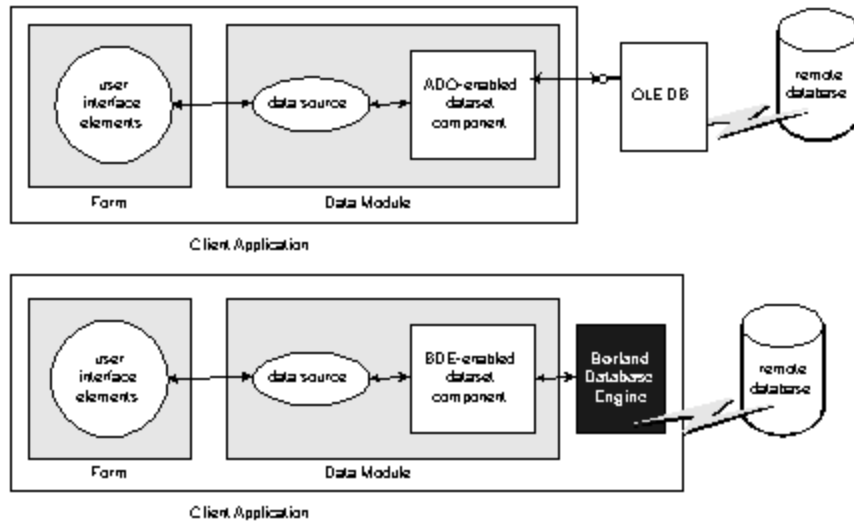 user
interface
elements
data source
ADO-enabled
dataset
component
OLE DB
remote
database
Form
Data Module
Client Application
user
interface
elements
data source
BDE-enabled
dataset
component
Borland
Database
Engine
remote
database
Form
Data Module
Client Application